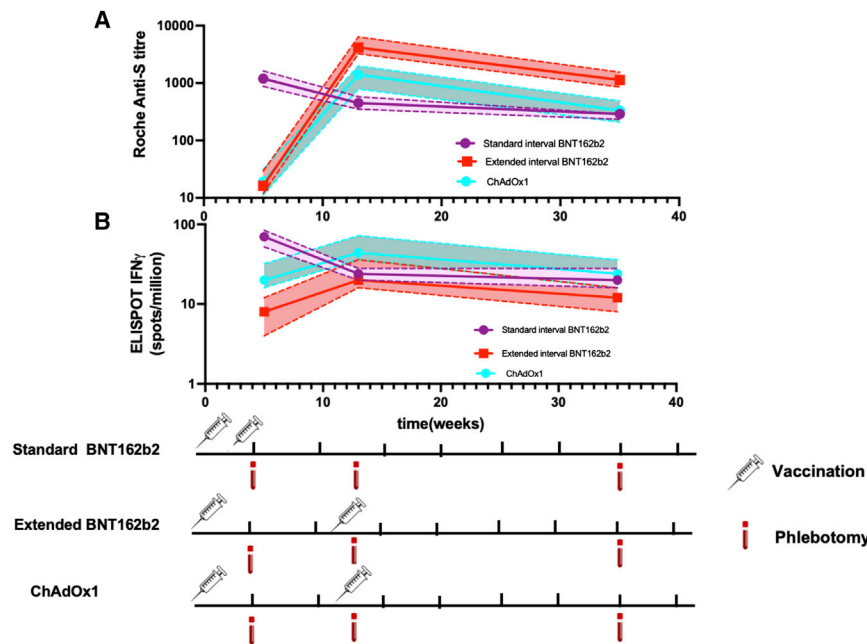 A
Roche Anti-S titre
10000
1000
100
10
Standard interval BNT162b2
Extended interval BNT162b2
ChAdOx1
0 10 20 30 40
B
ELISPOT IFNγ
(spots/million)
100
10
1
Standard interval BNT162b2
Extended interval BNT162b2
ChAdOx1
0 10 20 30 40
time(weeks)
Standard BNT162b2
Extended BNT162b2
ChAdOx1
Vaccination
Phlebotomy